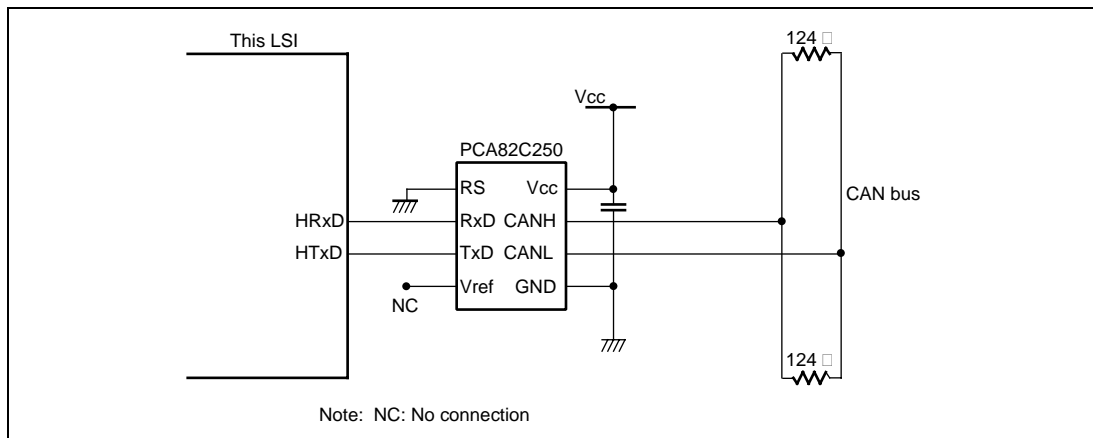 This LSI
124 □
Vcc
PCA82C250
RS
Vcc
CAN bus
HRxD
RxD
CANH
HTxD
TxD
CANL
Vref
GND
NC
124 □
Note: NC: No connection